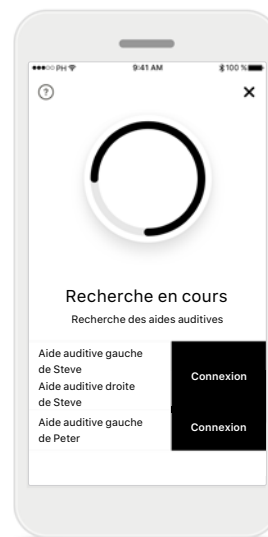 ●●●○○ PH 9:41 AM 100 %
?
Recherche en cours
Recherche des aides auditives
Aide auditive gauche
de Steve
Aide auditive droite
de Steve
Connexion
Aide auditive gauche
de Peter
Connexion